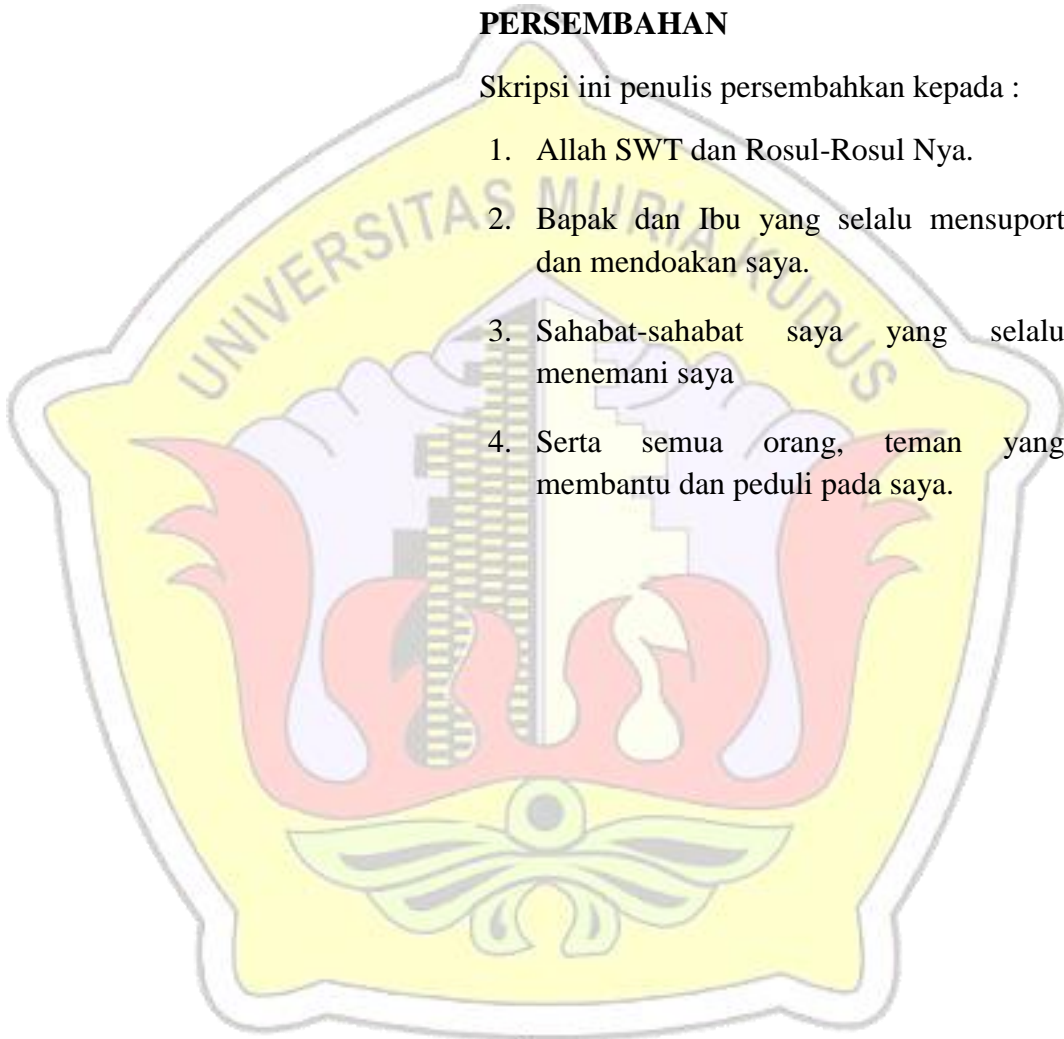 PERSEMBAHAN
Skripsi ini penulis persembahkan kepada :
1. Allah SWT dan Rosul-Rosul Nya.
2. Bapak dan Ibu yang selalu mensuport
dan mendoakan saya.
3. Sahabat-sahabat saya yang selalu
menemani saya
4. Serta semua orang, teman yang
membantu dan peduli pada saya.
UNIVERSITAS MURIA KUDUS